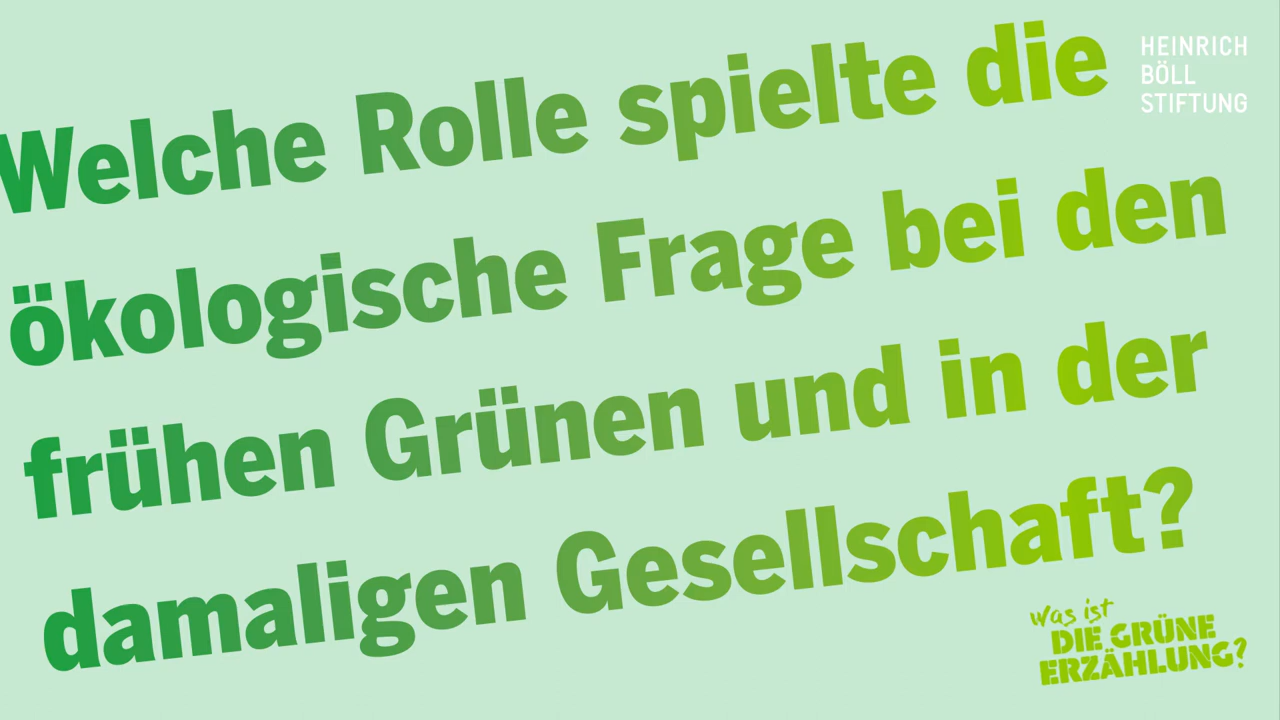 Welche Rolle spielte die
ökologische Frage bei den
frühen Grünen und in der
damaligen Gesellschaft?
HEINRICH
BÖLL
STIFTUNG
Was ist
DIE GRÜNE
ERZÄHLUNG?